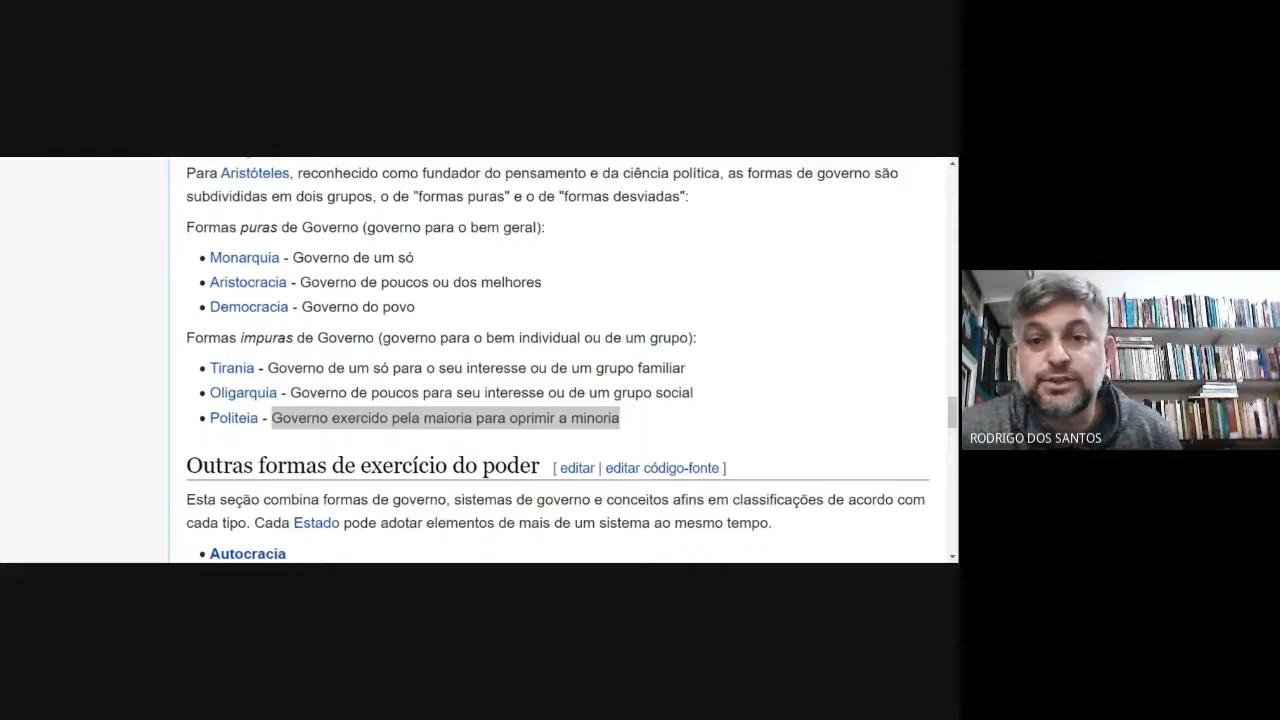 Para Aristóteles, reconhecido como fundador do pensamento e da ciência política, as formas de governo são
subdivididas em dois grupos, o de "formas puras" e o de "formas desviadas":
Formas puras de Governo (governo para o bem geral):
• Monarquia - Governo de um só
• Aristocracia - Governo de poucos ou dos melhores
• Democracia - Governo do povo
Formas impuras de Governo (governo para o bem individual ou de um grupo):
• Tirania - Governo de um só para o seu interesse ou de um grupo familiar
• Oligarquia - Governo de poucos para seu interesse ou de um grupo social
• Politeia - Governo exercido pela maioria para oprimir a minoria
Outras formas de exercício do poder [ editar | editar código-fonte ]
Esta seção combina formas de governo, sistemas de governo e conceitos afins em classificações de acordo com
cada tipo. Cada Estado pode adotar elementos de mais de um sistema ao mesmo tempo.
• Autocracia
RODRIGO DOS SANTOS